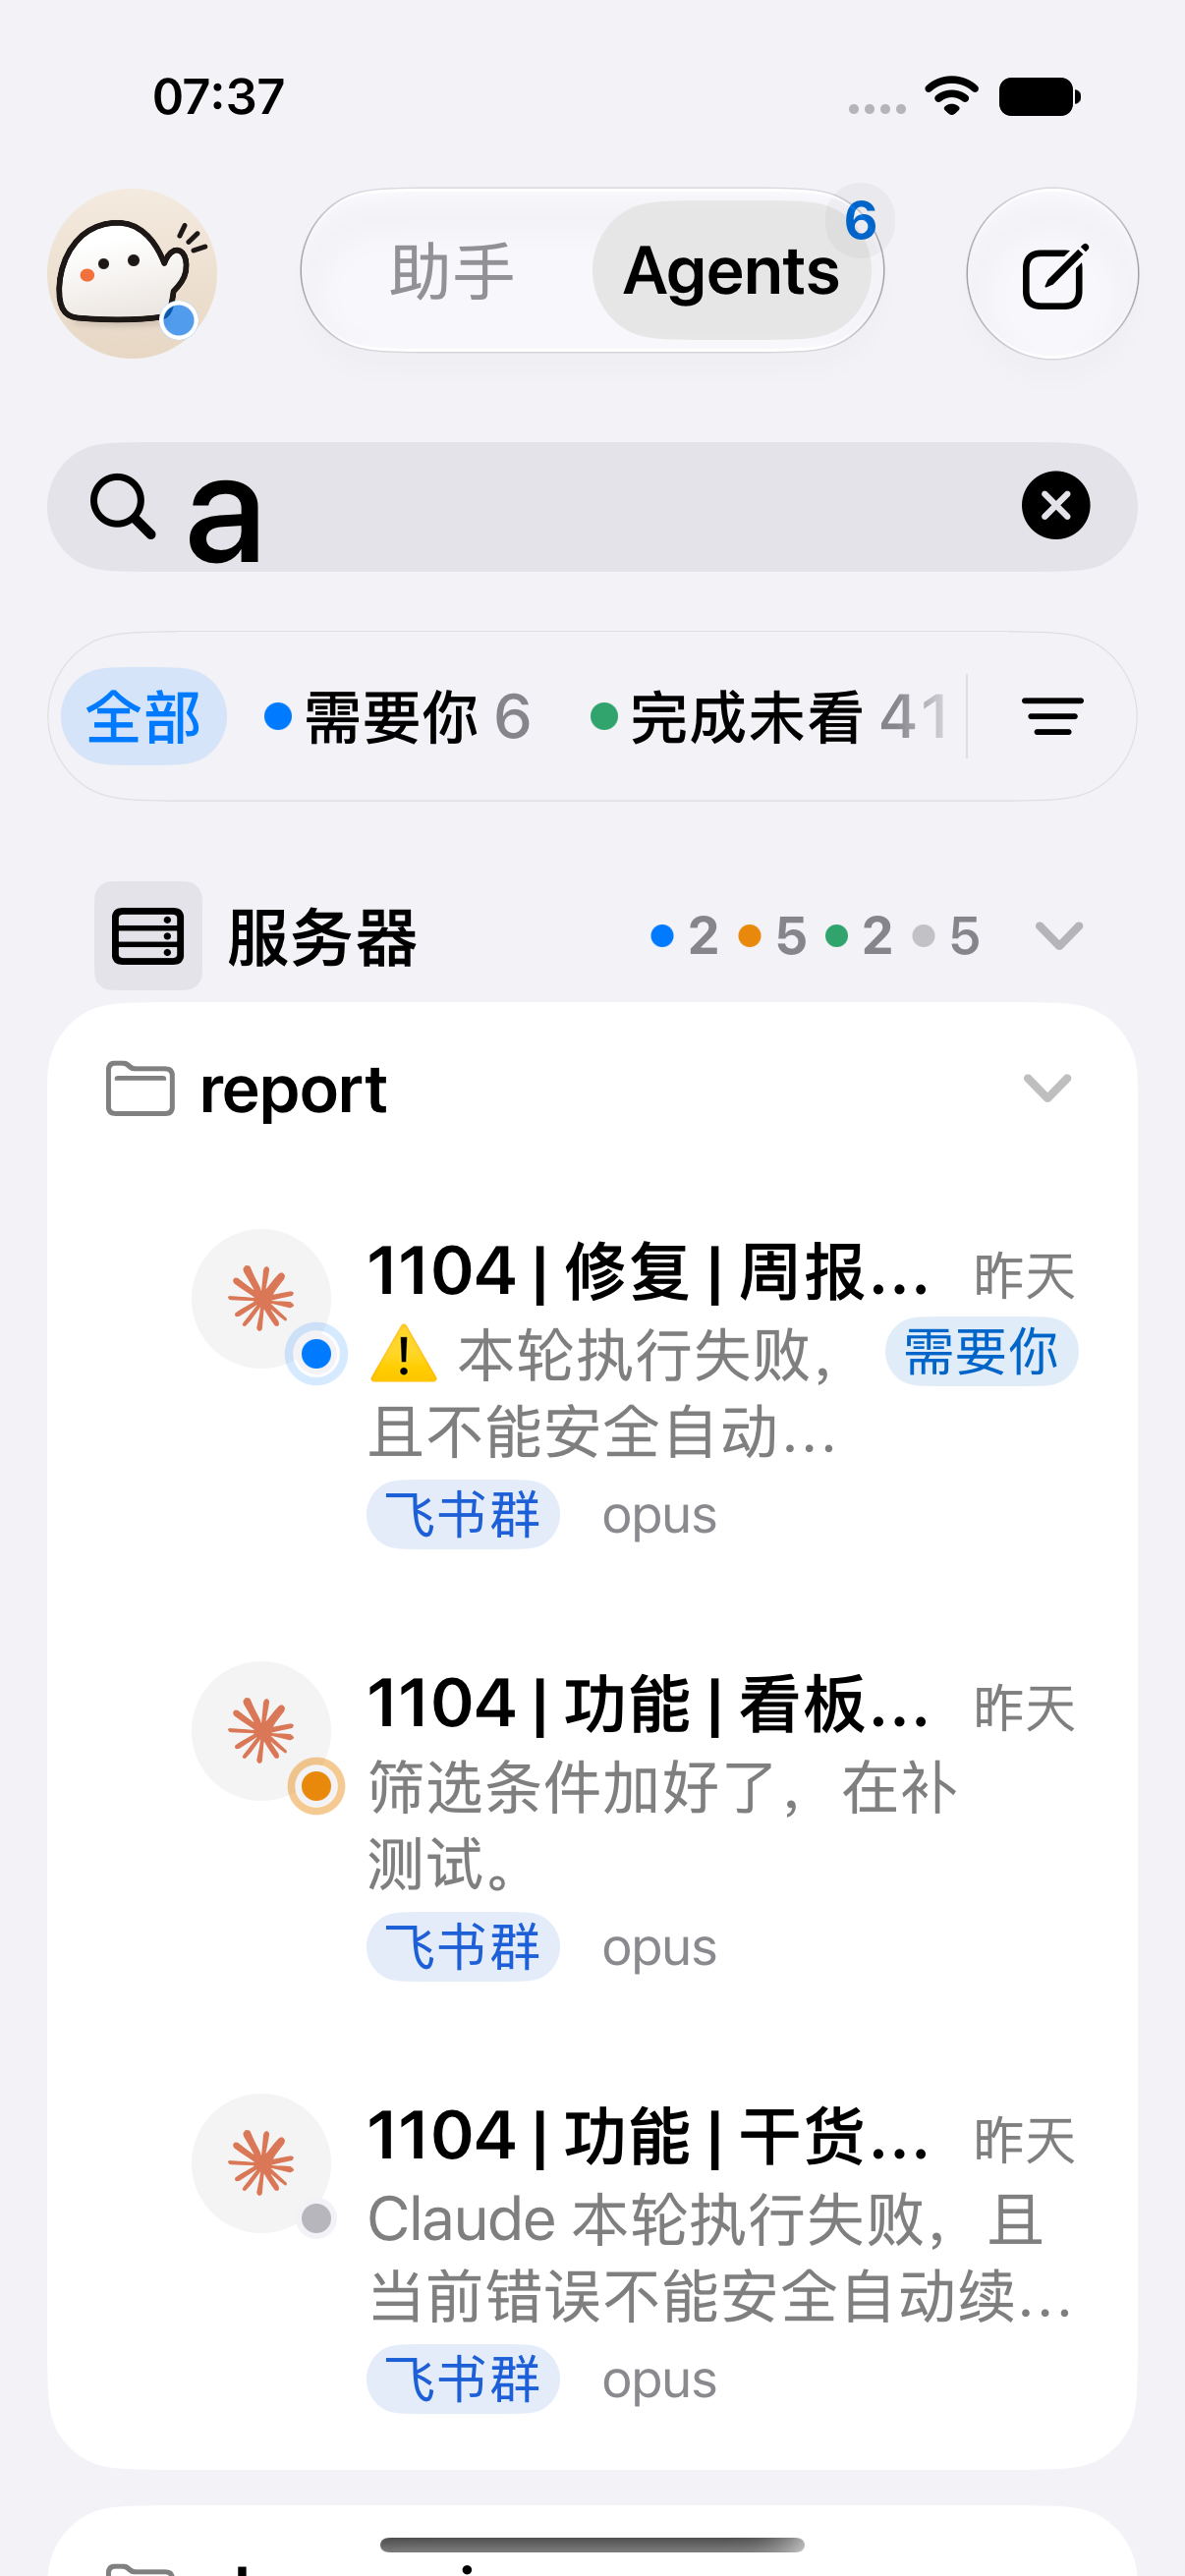 07:37
助手 Agents 6
a
全部 需要你 6 完成未看 41
服务器 2 5 2 5
report
1104 | 修复 | 周报… 昨天
⚠️ 本轮执行失败， 需要你
且不能安全自动…
飞书群 opus
1104 | 功能 | 看板… 昨天
筛选条件加好了，在补
测试。
飞书群 opus
1104 | 功能 | 干货… 昨天
Claude 本轮执行失败，且
当前错误不能安全自动续…
飞书群 opus